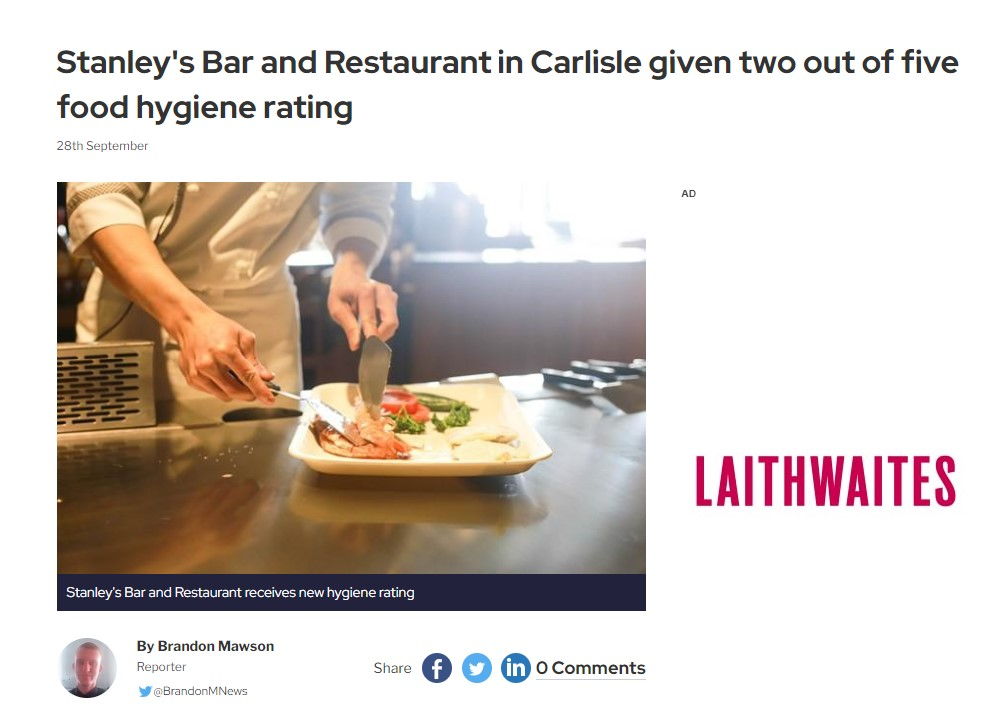 Stanley's Bar and Restaurant in Carlisle given two out of five
food hygiene rating
28th September
AD
LAITHWAITES
Stanley's Bar and Restaurant receives new hygiene rating
By Brandon Mawson
Reporter
@BrandonMNews
Share
0 Comments